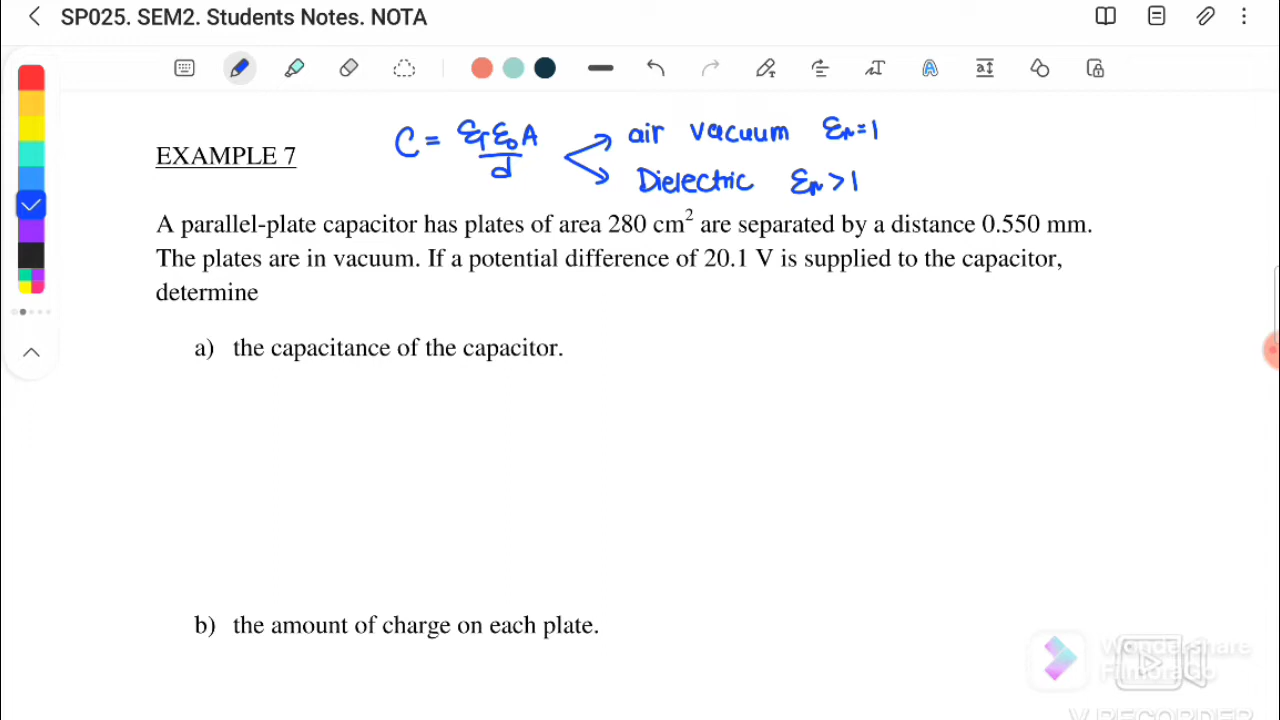 SP025. SEM2. Students Notes. NOTA
C = εrε₀A / d
air vacuum εr=1
Dielectric εr>1
EXAMPLE 7
A parallel-plate capacitor has plates of area 280 cm² are separated by a distance 0.550 mm.
The plates are in vacuum. If a potential difference of 20.1 V is supplied to the capacitor,
determine
a) the capacitance of the capacitor.
b) the amount of charge on each plate.
Wondershare
FilmoraGo
V RECORDER